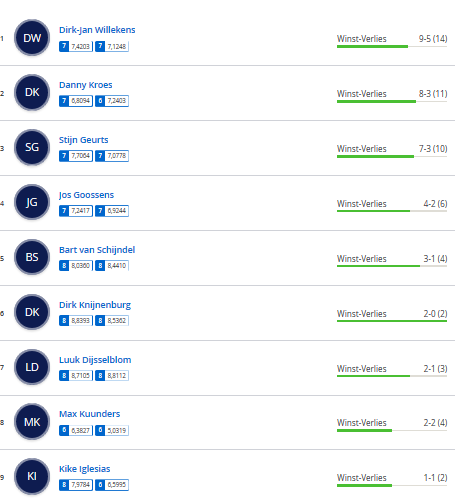 1 DW Dirk-Jan Willekens Winst-Verlies 9-5 (14)
7 7,4203 7 7,1248
2 DK Danny Kroes Winst-Verlies 8-3 (11)
7 6,8094 6 7,2403
3 SG Stijn Geurts Winst-Verlies 7-3 (10)
7 7,7064 7 7,0778
4 JG Jos Goossens Winst-Verlies 4-2 (6)
7 7,2417 7 6,9244
5 BS Bart van Schijndel Winst-Verlies 3-1 (4)
8 8,0360 8 8,4410
6 DK Dirk Knijnenburg Winst-Verlies 2-0 (2)
8 8,8393 8 8,5362
7 LD Luuk Dijsselblom Winst-Verlies 2-1 (3)
8 8,7105 8 8,8112
8 MK Max Kuunders Winst-Verlies 2-2 (4)
6 6,3827 6 5,0319
9 KI Kike Iglesias Winst-Verlies 1-1 (2)
7 7,9784 6 6,5995